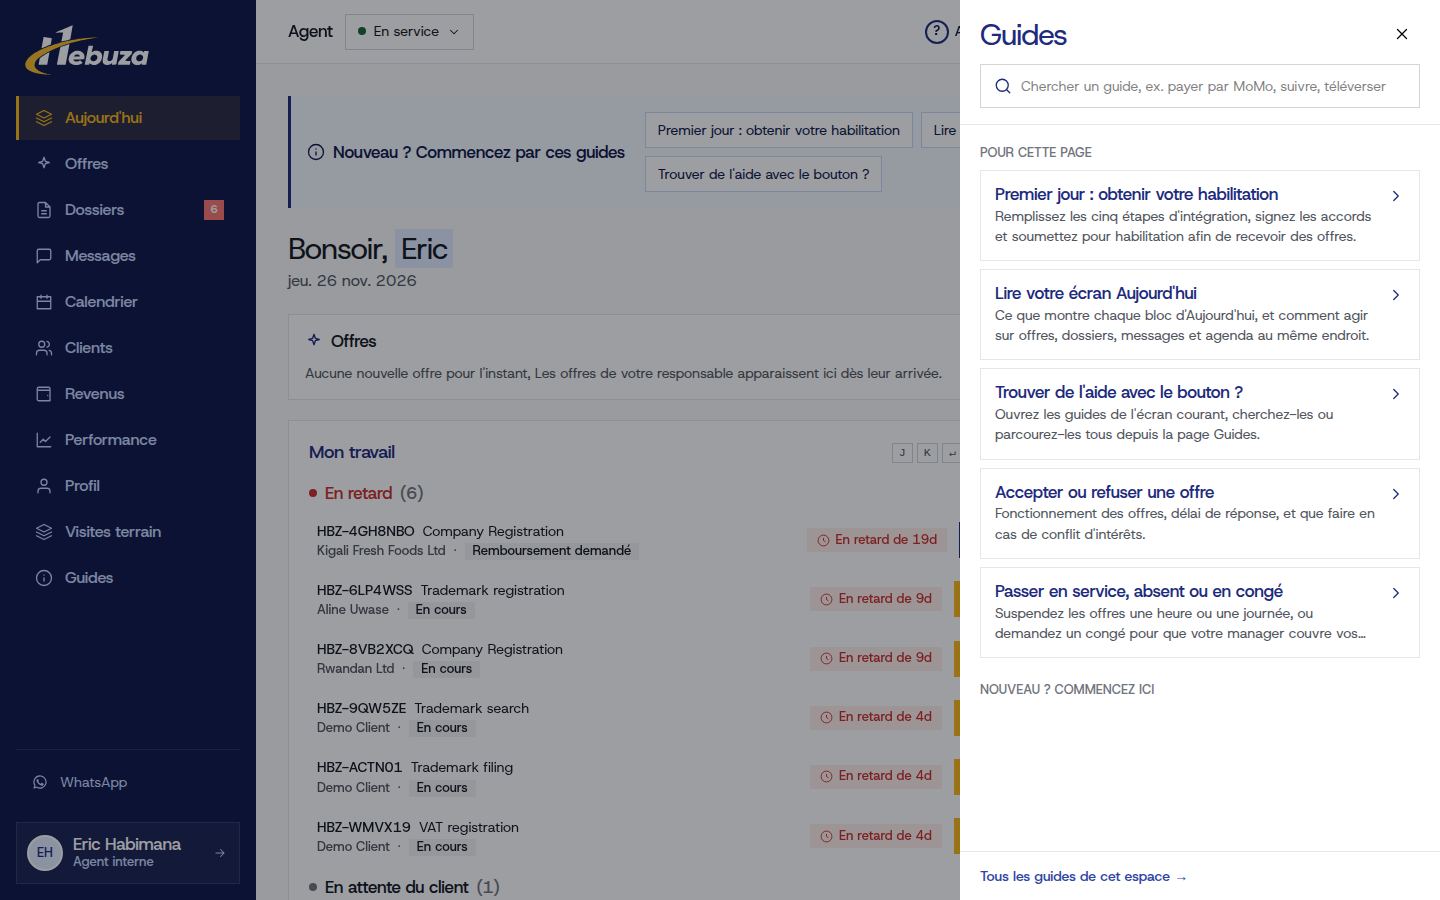 Hebuza
Aujourd'hui
Offres
Dossiers 6
Messages
Calendrier
Clients
Revenus
Performance
Profil
Visites terrain
Guides
WhatsApp
EH Eric Habimana
Agent interne
Agent En service
?
Nouveau ? Commencez par ces guides
Premier jour : obtenir votre habilitation
Lire
Trouver de l'aide avec le bouton ?
Bonsoir, Eric
jeu. 26 nov. 2026
Offres
Aucune nouvelle offre pour l'instant, Les offres de votre responsable apparaissent ici dès leur arrivée.
Mon travail J K ↵
En retard (6)
HBZ-4GH8NBO Company Registration
Kigali Fresh Foods Ltd · Remboursement demandé
En retard de 19d
HBZ-6LP4WSS Trademark registration
Aline Uwase · En cours
En retard de 9d
HBZ-8VB2XCQ Company Registration
Rwandan Ltd · En cours
En retard de 9d
HBZ-9QW5ZE Trademark search
Demo Client · En cours
En retard de 4d
HBZ-ACTN01 Trademark filing
Demo Client · En cours
En retard de 4d
HBZ-WMVX19 VAT registration
Demo Client · En cours
En retard de 4d
En attente du client (1)
Guides
Chercher un guide, ex. payer par MoMo, suivre, téléverser
POUR CETTE PAGE
Premier jour : obtenir votre habilitation
Remplissez les cinq étapes d'intégration, signez les accords
et soumettez pour habilitation afin de recevoir des offres.
Lire votre écran Aujourd'hui
Ce que montre chaque bloc d'Aujourd'hui, et comment agir
sur offres, dossiers, messages et agenda au même endroit.
Trouver de l'aide avec le bouton ?
Ouvrez les guides de l'écran courant, cherchez-les ou
parcourez-les tous depuis la page Guides.
Accepter ou refuser une offre
Fonctionnement des offres, délai de réponse, et que faire en
cas de conflit d'intérêts.
Passer en service, absent ou en congé
Suspendez les offres une heure ou une journée, ou
demandez un congé pour que votre manager couvre vos…
NOUVEAU ? COMMENCEZ ICI
Tous les guides de cet espace →